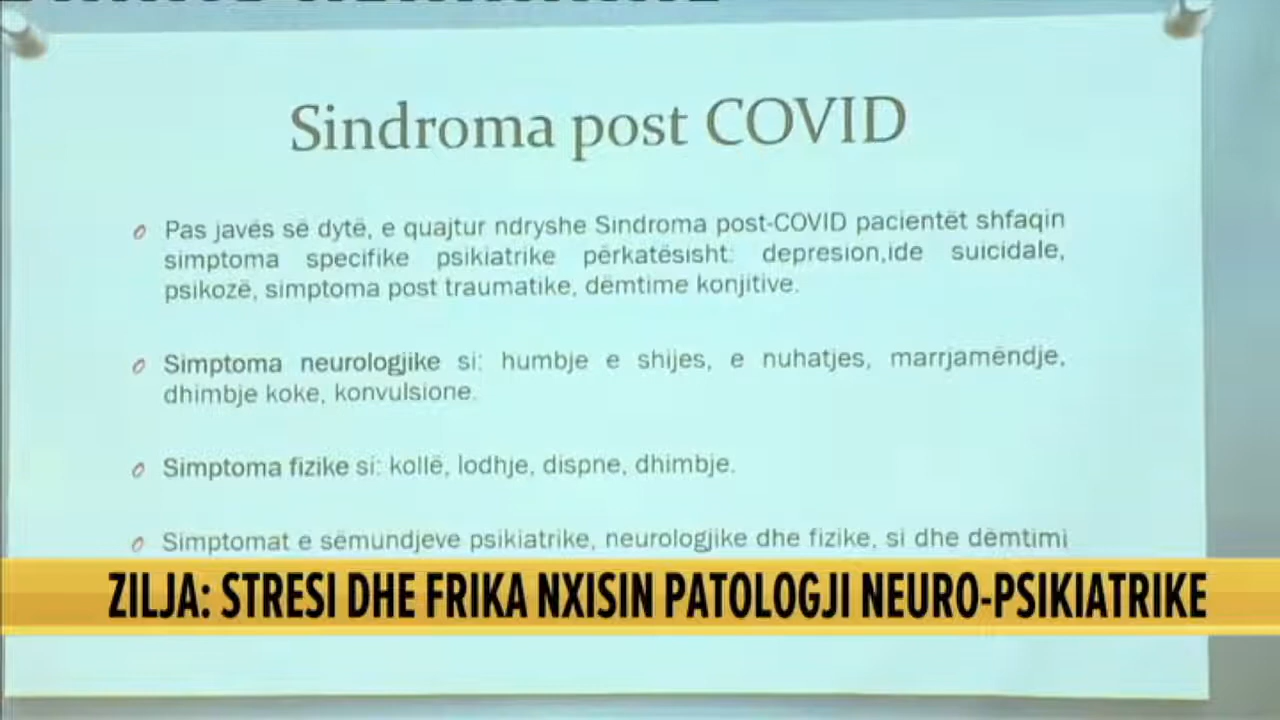 Sindroma post COVID
Pas javës së dytë, e quajtur ndryshe Sindroma post-COVID pacientët shfaqin
simptoma specifike psikiatrike përkatësisht: depresion,ide suicidale,
psikozë, simptoma post traumatike, dëmtime konjitive.
Simptoma neurologjike si: humbje e shijes, e nuhatjes, marrjamëndje,
dhimbje koke, konvulsione.
Simptoma fizike si: kollë, lodhje, dispne, dhimbje.
Simptomat e sëmundjeve psikiatrike, neurologjike dhe fizike, si dhe dëmtimi
ZILJA: STRESI DHE FRIKA NXISIN PATOLOGJI NEURO-PSIKIATRIKE